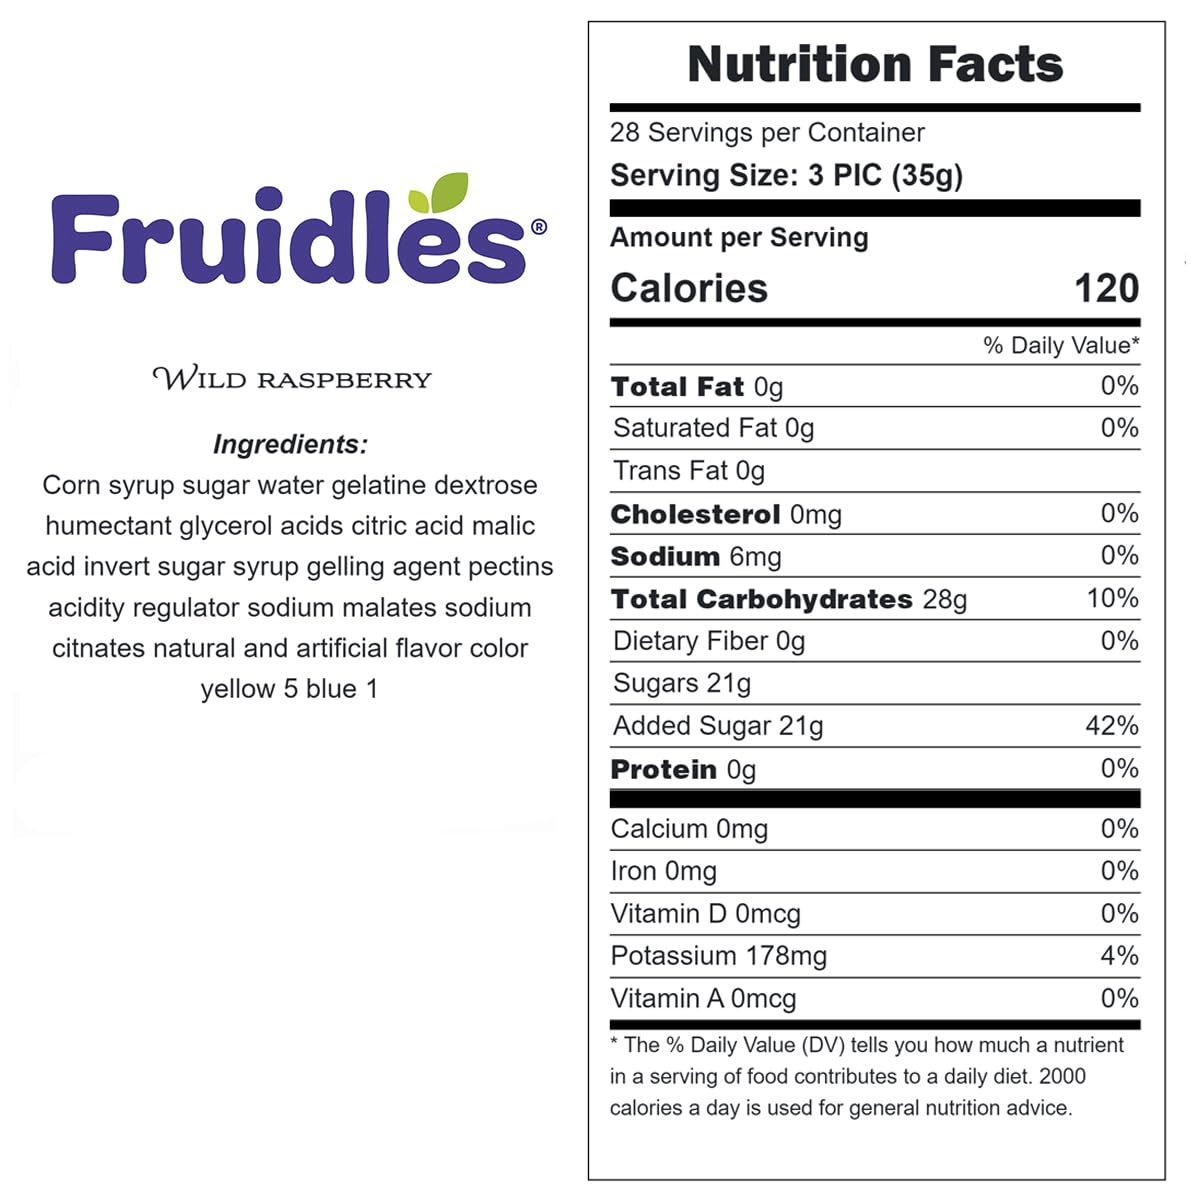 Fruidles®
WILD RASPBERRY
Ingredients:
Corn syrup sugar water gelatine dextrose
humectant glycerol acids citric acid malic
acid invert sugar syrup gelling agent pectins
acidity regulator sodium malates sodium
citnates natural and artificial flavor color
yellow 5 blue 1
Nutrition Facts
28 Servings per Container
Serving Size: 3 PIC (35g)
Amount per Serving
Calories 120
% Daily Value*
Total Fat 0g 0%
Saturated Fat 0g 0%
Trans Fat 0g
Cholesterol 0mg 0%
Sodium 6mg 0%
Total Carbohydrates 28g 10%
Dietary Fiber 0g 0%
Sugars 21g
Added Sugar 21g 42%
Protein 0g 0%
Calcium 0mg 0%
Iron 0mg 0%
Vitamin D 0mcg 0%
Potassium 178mg 4%
Vitamin A 0mcg 0%
* The % Daily Value (DV) tells you how much a nutrient
in a serving of food contributes to a daily diet. 2000
calories a day is used for general nutrition advice.